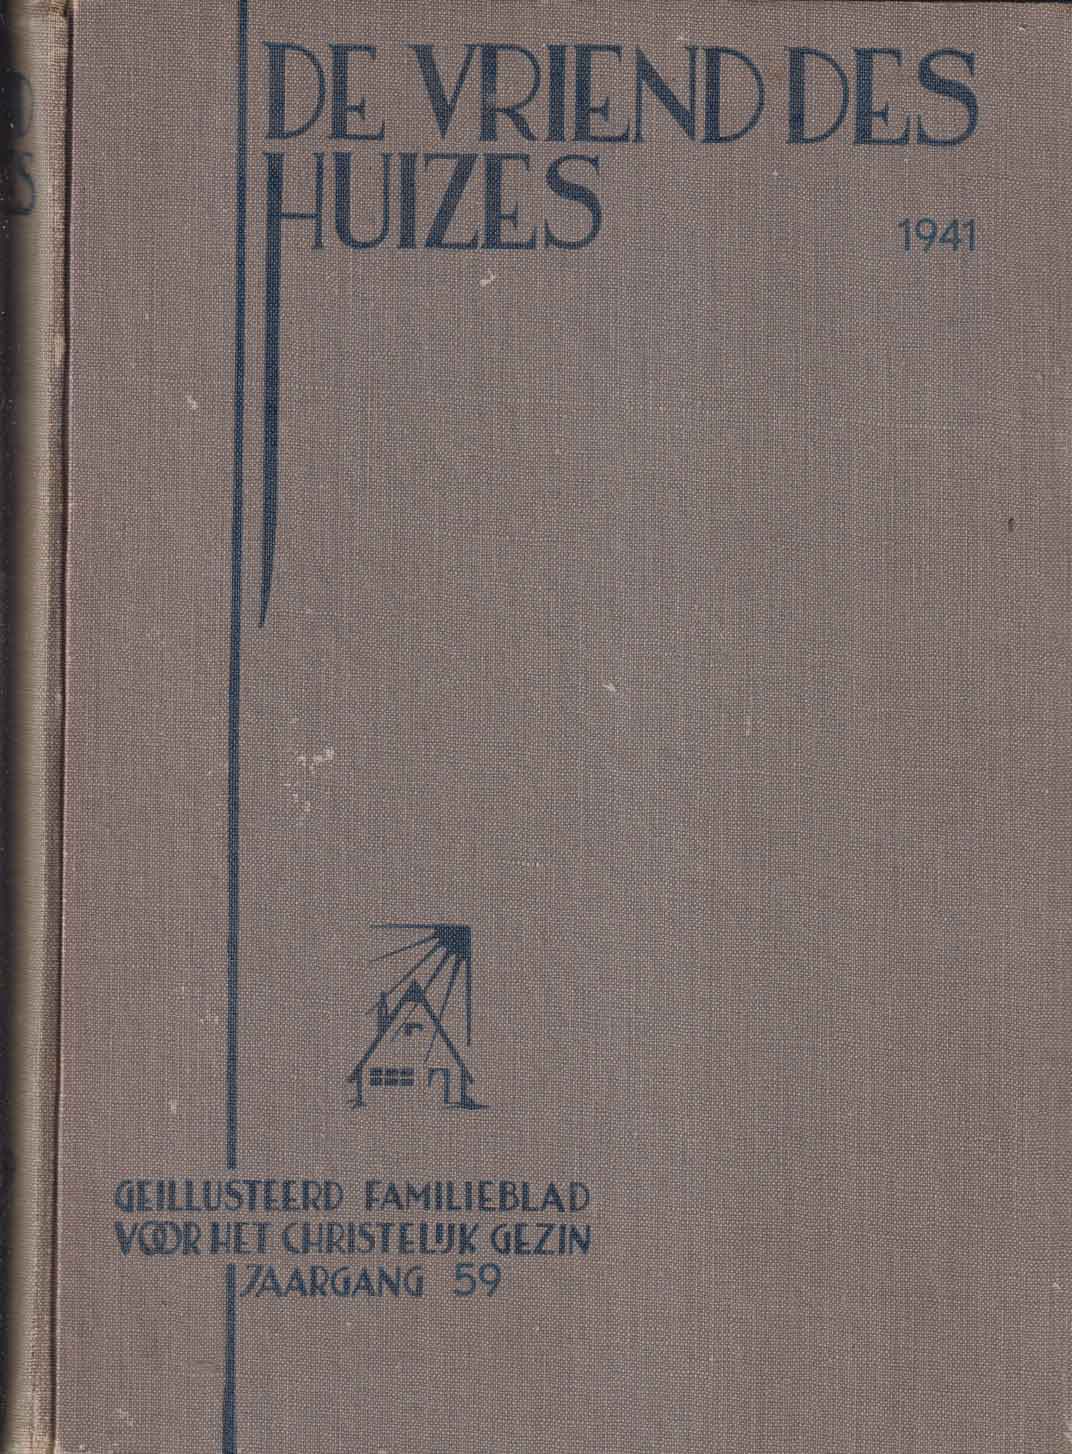 DE VRIEND DES
HUIZES
1941
GEILLUSTEERD FAMILIEBLAD
VOOR HET CHRISTELIJK GEZIN
JAARGANG 59